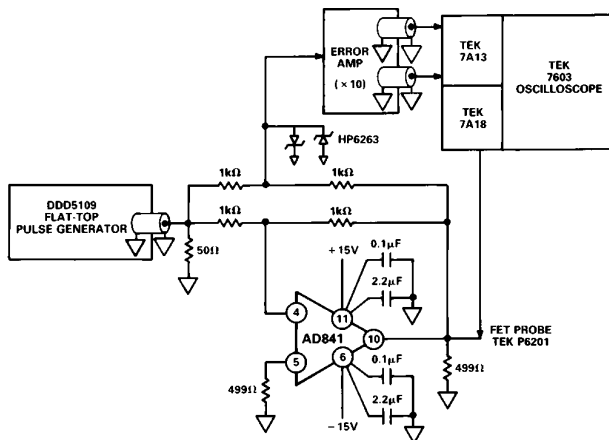 ERROR
AMP
(×10)
TEK
7A13
TEK
7603
OSCILLOSCOPE
TEK
7A18
HP6263
1kΩ
1kΩ
DDD5109
FLAT-TOP
PULSE GENERATOR
1kΩ
1kΩ
50Ω
+15V
0.1μF
2.2μF
4
11
AD841
10
5
6
FET PROBE
TEK P6201
499Ω
0.1μF
2.2μF
499Ω
−15V